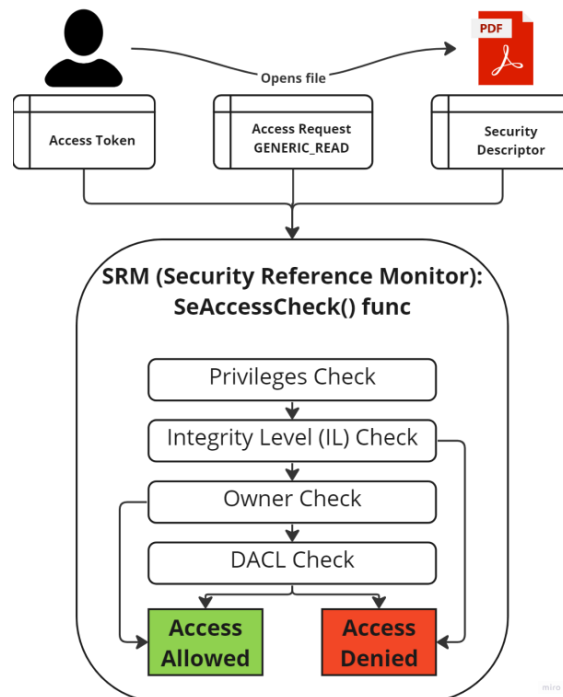 PDF
Opens file
Access Token
Access Request
GENERIC_READ
Security
Descriptor
SRM (Security Reference Monitor):
SeAccessCheck() func
Privileges Check
Integrity Level (IL) Check
Owner Check
DACL Check
Access
Allowed
Access
Denied
miro